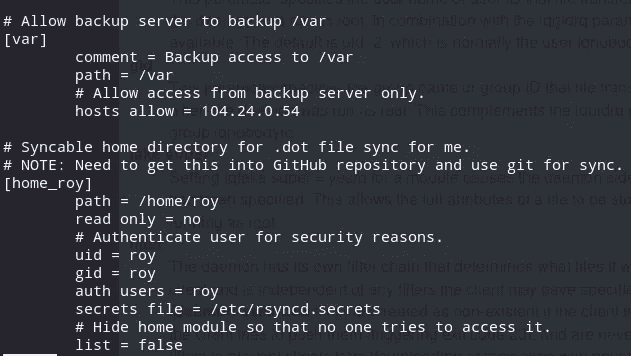 # Allow backup server to backup /var
[var]
comment = Backup access to /var
path = /var
# Allow access from backup server only.
hosts allow = 104.24.0.54
# Syncable home directory for .dot file sync for me.
# NOTE: Need to get this into GitHub repository and use git for sync.
[home_roy]
path = /home/roy
read only = no
# Authenticate user for security reasons.
uid = roy
gid = roy
auth users = roy
secrets file = /etc/rsyncd.secrets
# Hide home module so that no one tries to access it.
list = false